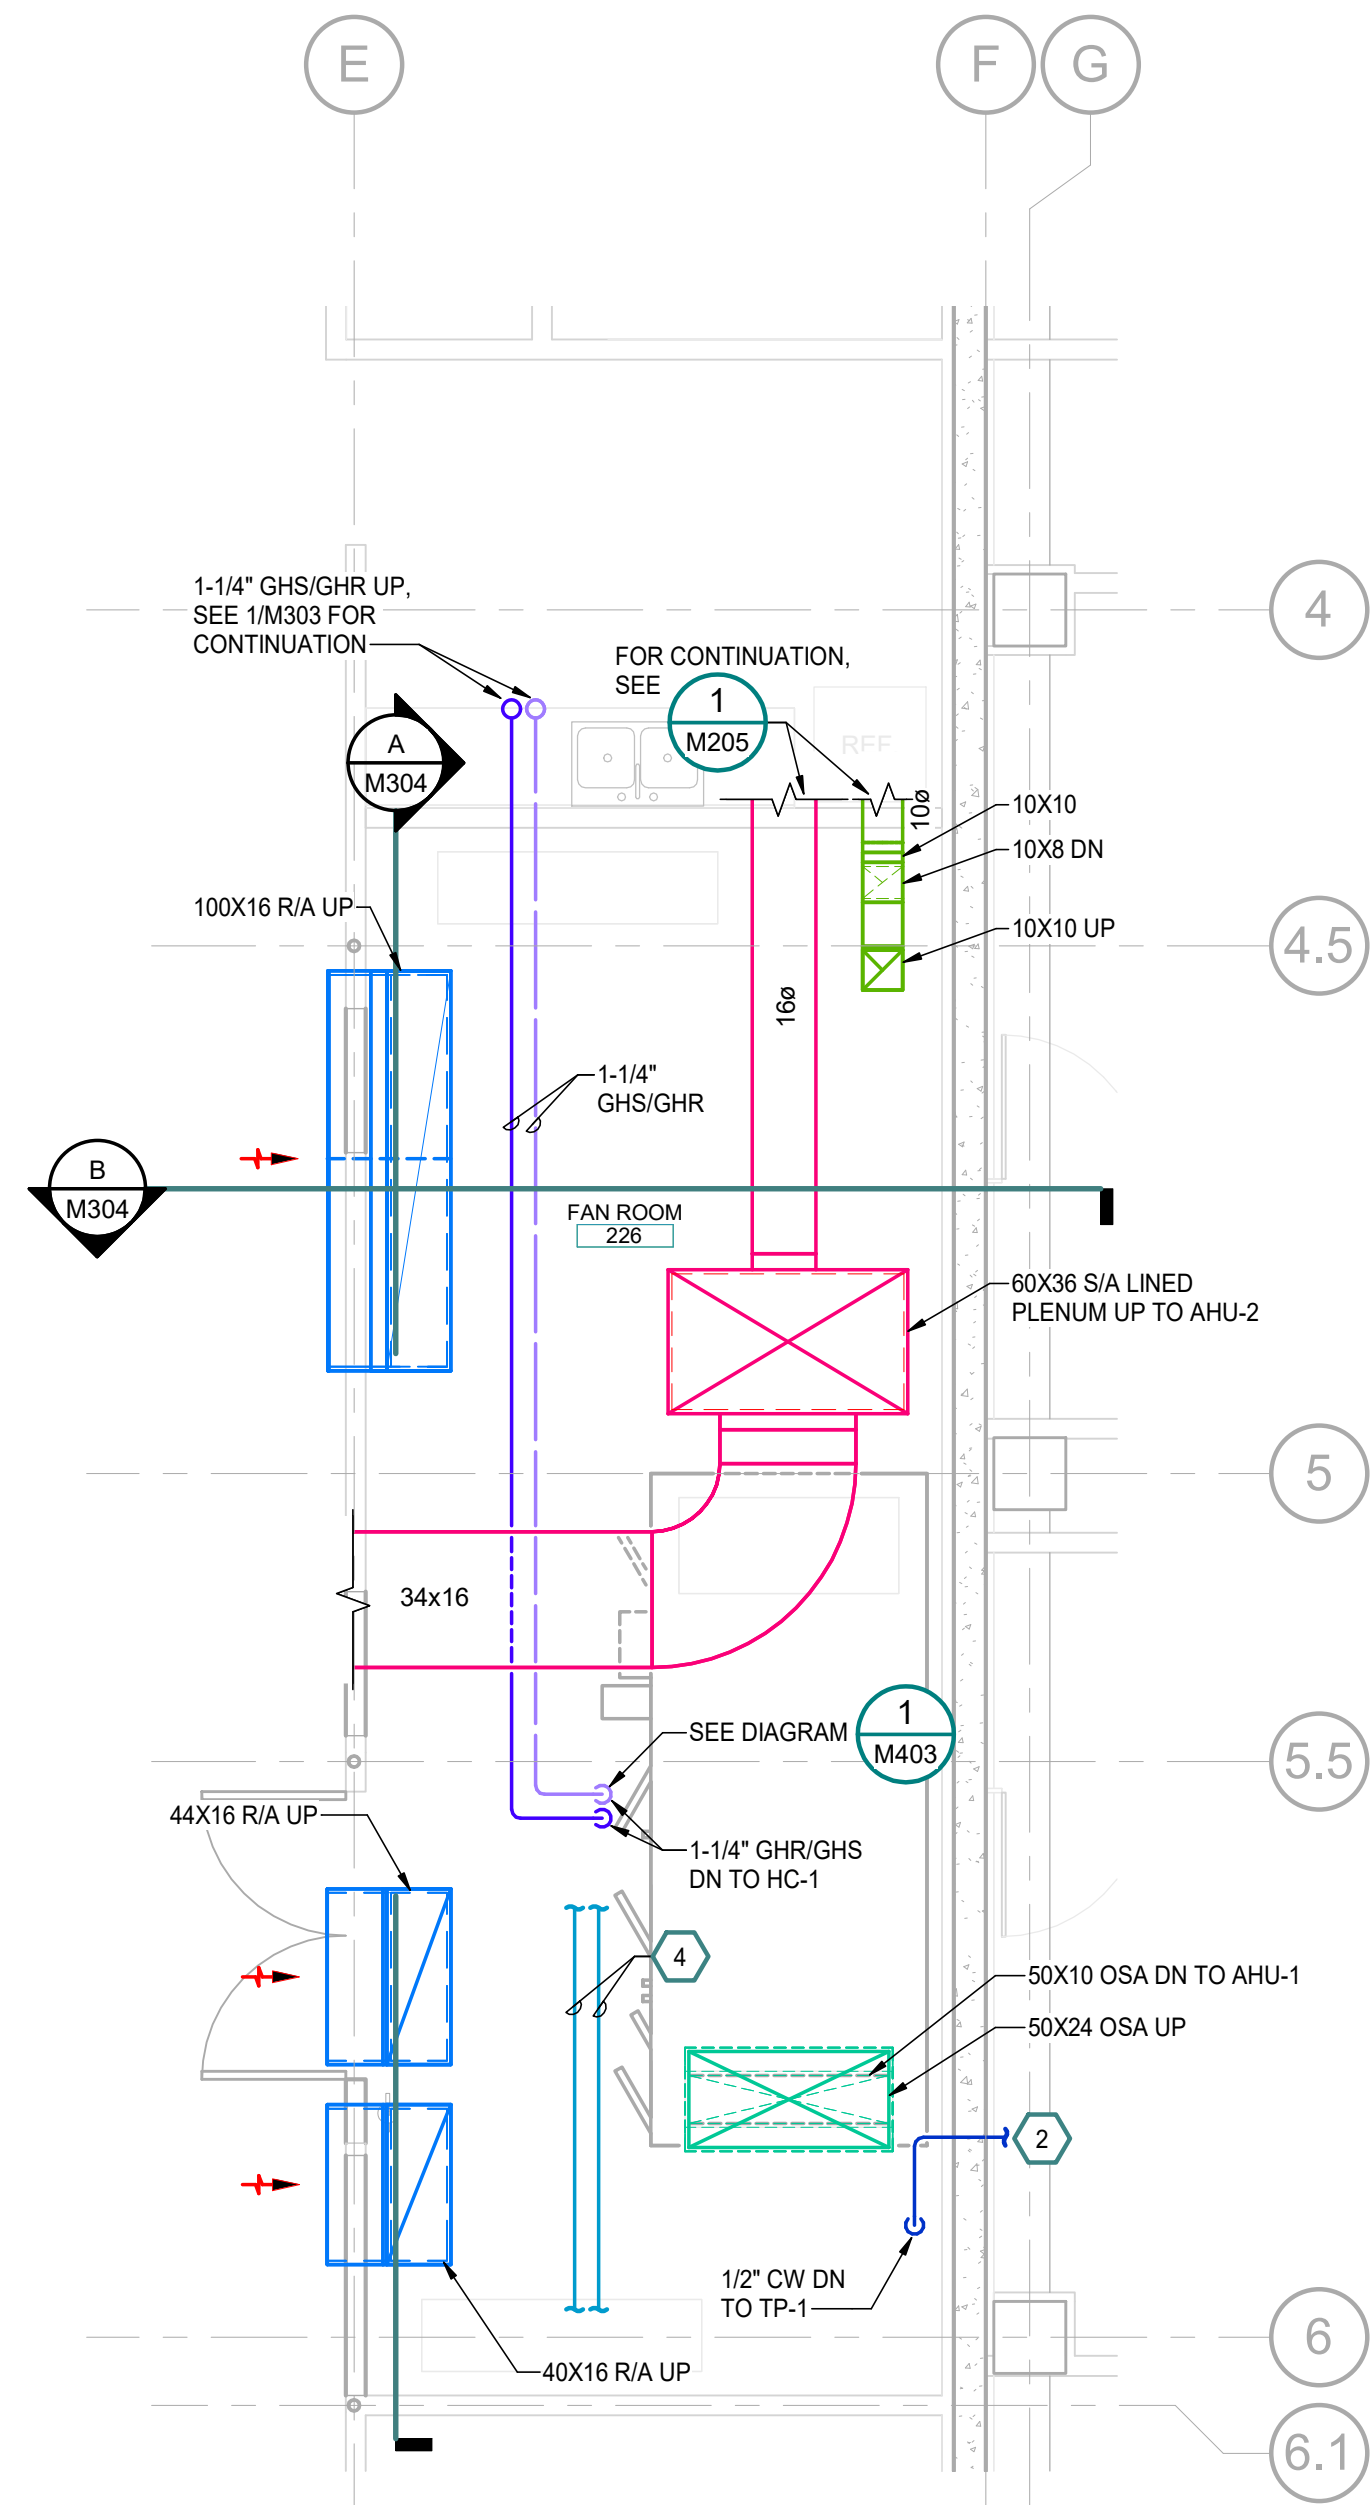 E
F
G
4
1-1/4" GHS/GHR UP,
SEE 1/M303 FOR
CONTINUATION
FOR CONTINUATION,
SEE
1
M205
REF
A
M304
10ø
10X10
10X8 DN
100X16 R/A UP
10X10 UP
4.5
16ø
1-1/4"
GHS/GHR
B
M304
FAN ROOM
226
60X36 S/A LINED
PLENUM UP TO AHU-2
5
34x16
SEE DIAGRAM
1
M403
5.5
44X16 R/A UP
1-1/4" GHR/GHS
DN TO HC-1
4
50X10 OSA DN TO AHU-1
50X24 OSA UP
2
1/2" CW DN
TO TP-1
6
40X16 R/A UP
6.1